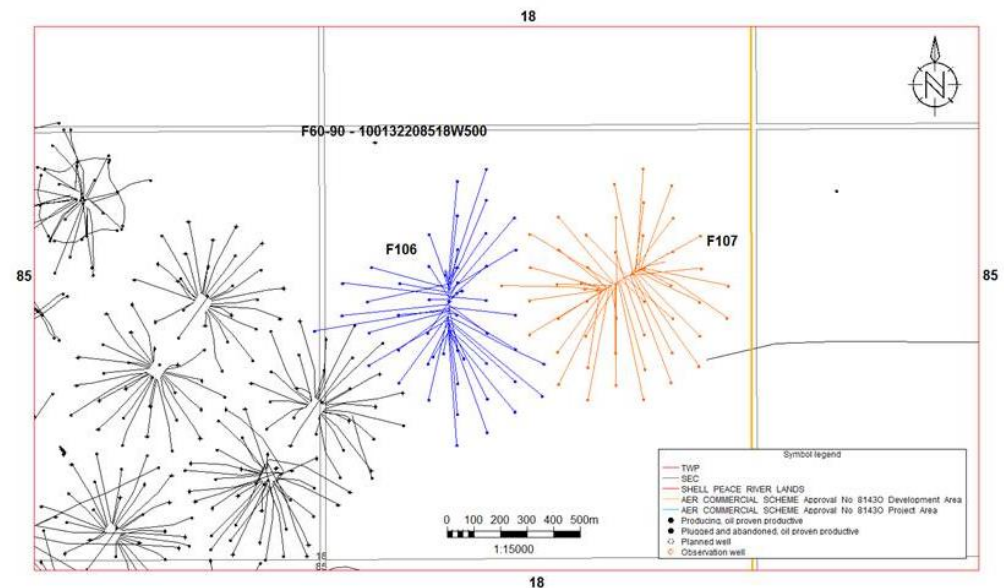 18
F60-90 - 100132208518W500
N
F106
F107
85
85
Symbol legend
TWP
SEC
SHELL PEACE RIVER LANDS
AER COMMERCIAL SCHEME Approval No 8143O Development Area
AER COMMERCIAL SCHEME Approval No 8143O Project Area
Producing, oil proven productive
Plugged and abandoned, oil proven productive
Planned well
Observation well
0 100 200 300 400 500m
1:15000
18
85
18